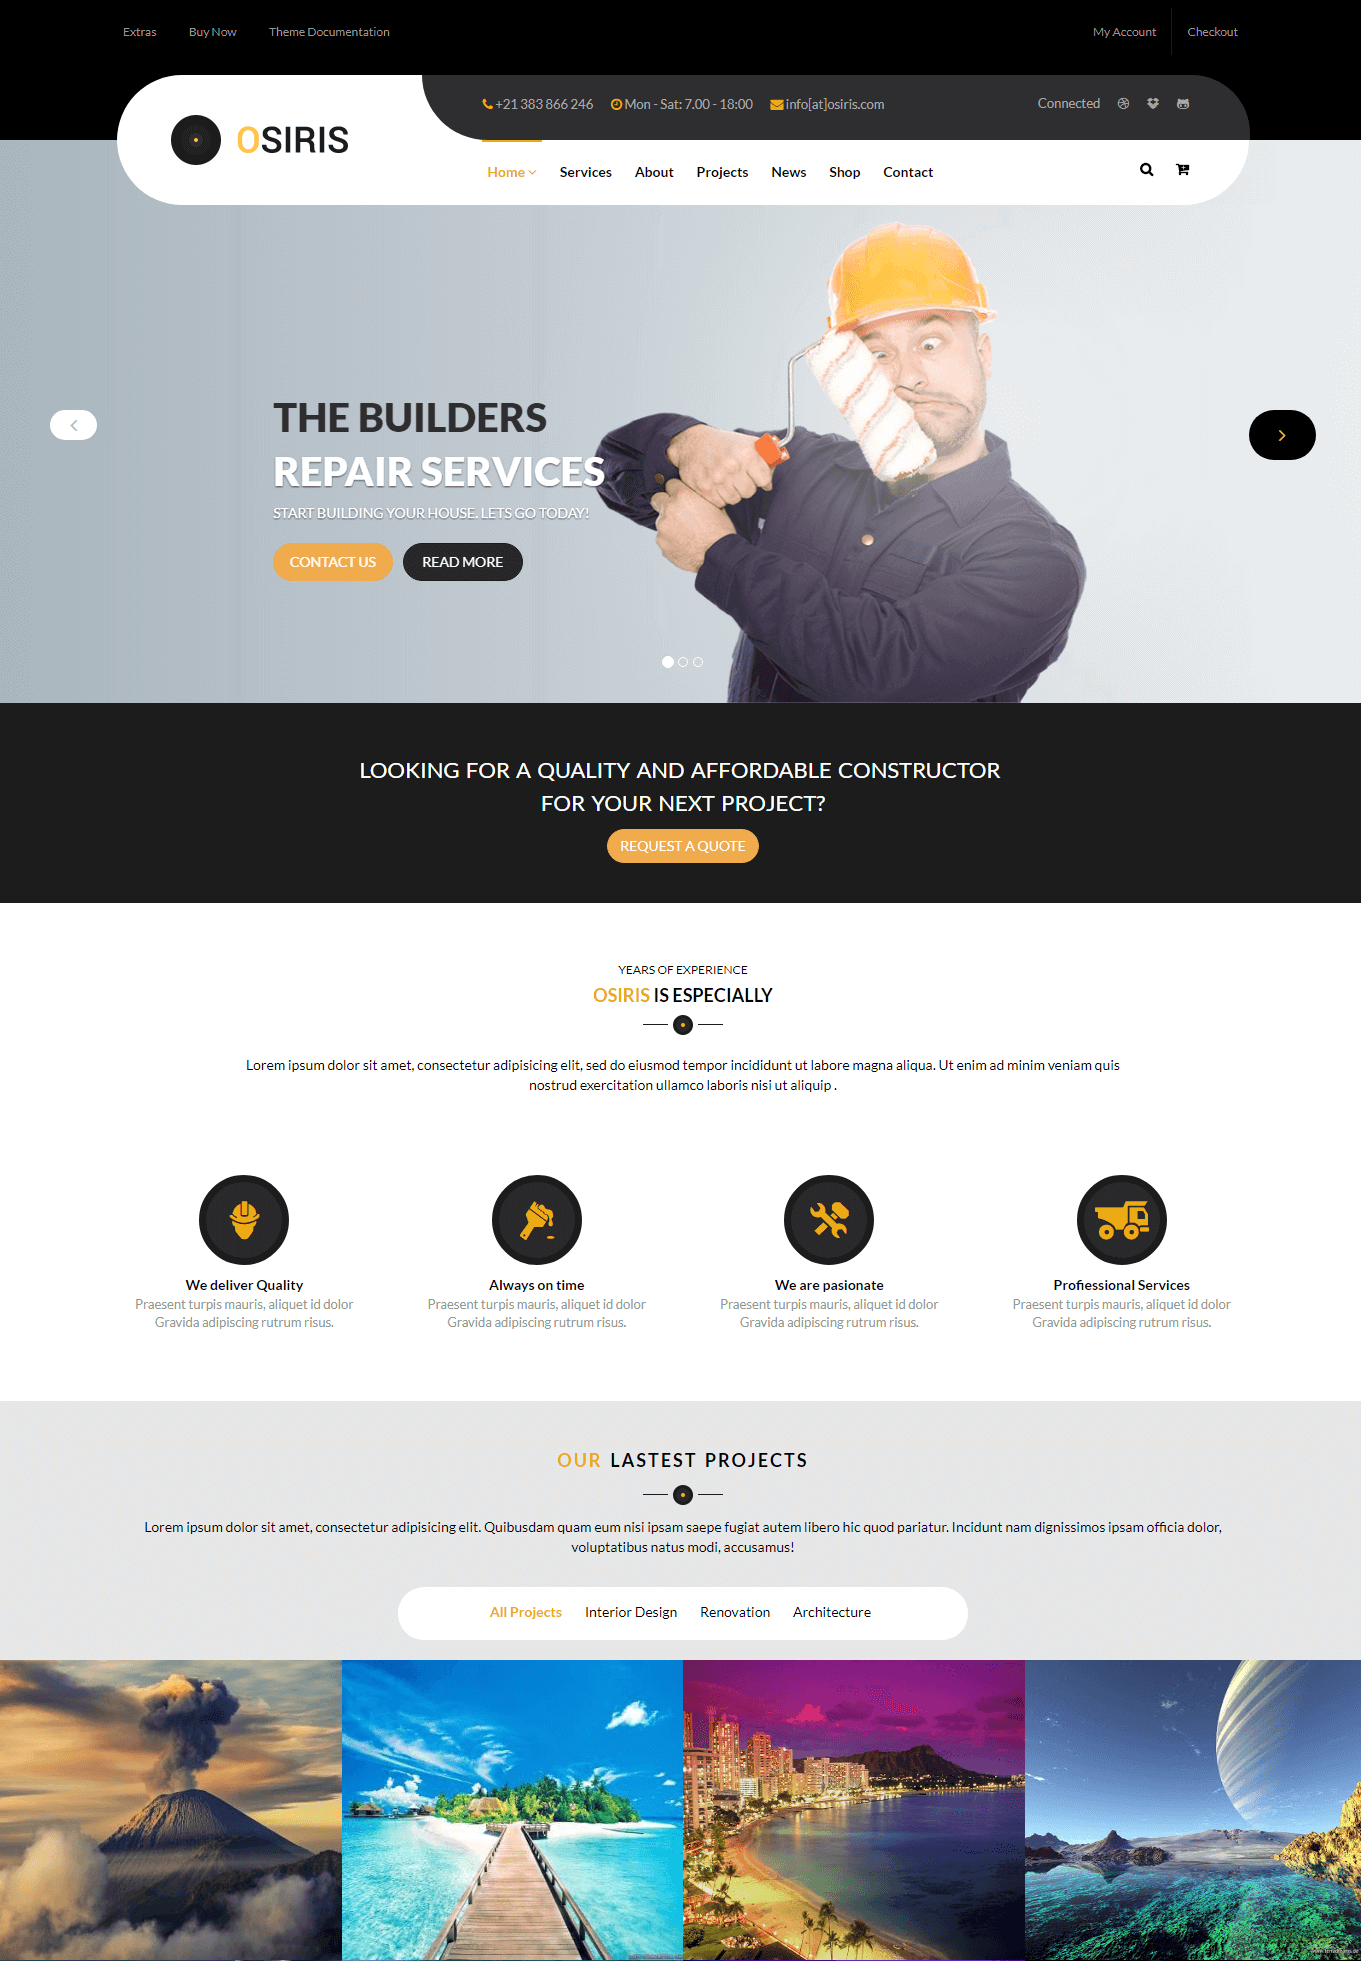 Extras Buy Now Theme Documentation My Account Checkout
+21 383 866 246 Mon - Sat: 7.00 - 18:00 info[at]osiris.com Connected
OSIRIS
Home Services About Projects News Shop Contact
THE BUILDERS
REPAIR SERVICES
START BUILDING YOUR HOUSE. LETS GO TODAY!
CONTACT US READ MORE
LOOKING FOR A QUALITY AND AFFORDABLE CONSTRUCTOR
FOR YOUR NEXT PROJECT?
REQUEST A QUOTE
YEARS OF EXPERIENCE
OSIRIS IS ESPECIALLY
Lorem ipsum dolor sit amet, consectetur adipisicing elit, sed do eiusmod tempor incididunt ut labore magna aliqua. Ut enim ad minim veniam quis
nostrud exercitation ullamco laboris nisi ut aliquip .
We deliver Quality
Praesent turpis mauris, aliquet id dolor
Gravida adipiscing rutrum risus.
Always on time
Praesent turpis mauris, aliquet id dolor
Gravida adipiscing rutrum risus.
We are pasionate
Praesent turpis mauris, aliquet id dolor
Gravida adipiscing rutrum risus.
Profiessional Services
Praesent turpis mauris, aliquet id dolor
Gravida adipiscing rutrum risus.
OUR LASTEST PROJECTS
Lorem ipsum dolor sit amet, consectetur adipisicing elit. Quibusdam quam eum nisi ipsam saepe fugiat autem libero hic quod pariatur. Incidunt nam dignissimos ipsam officia dolor,
voluptatibus natus modi, accusamus!
All Projects Interior Design Renovation Architecture